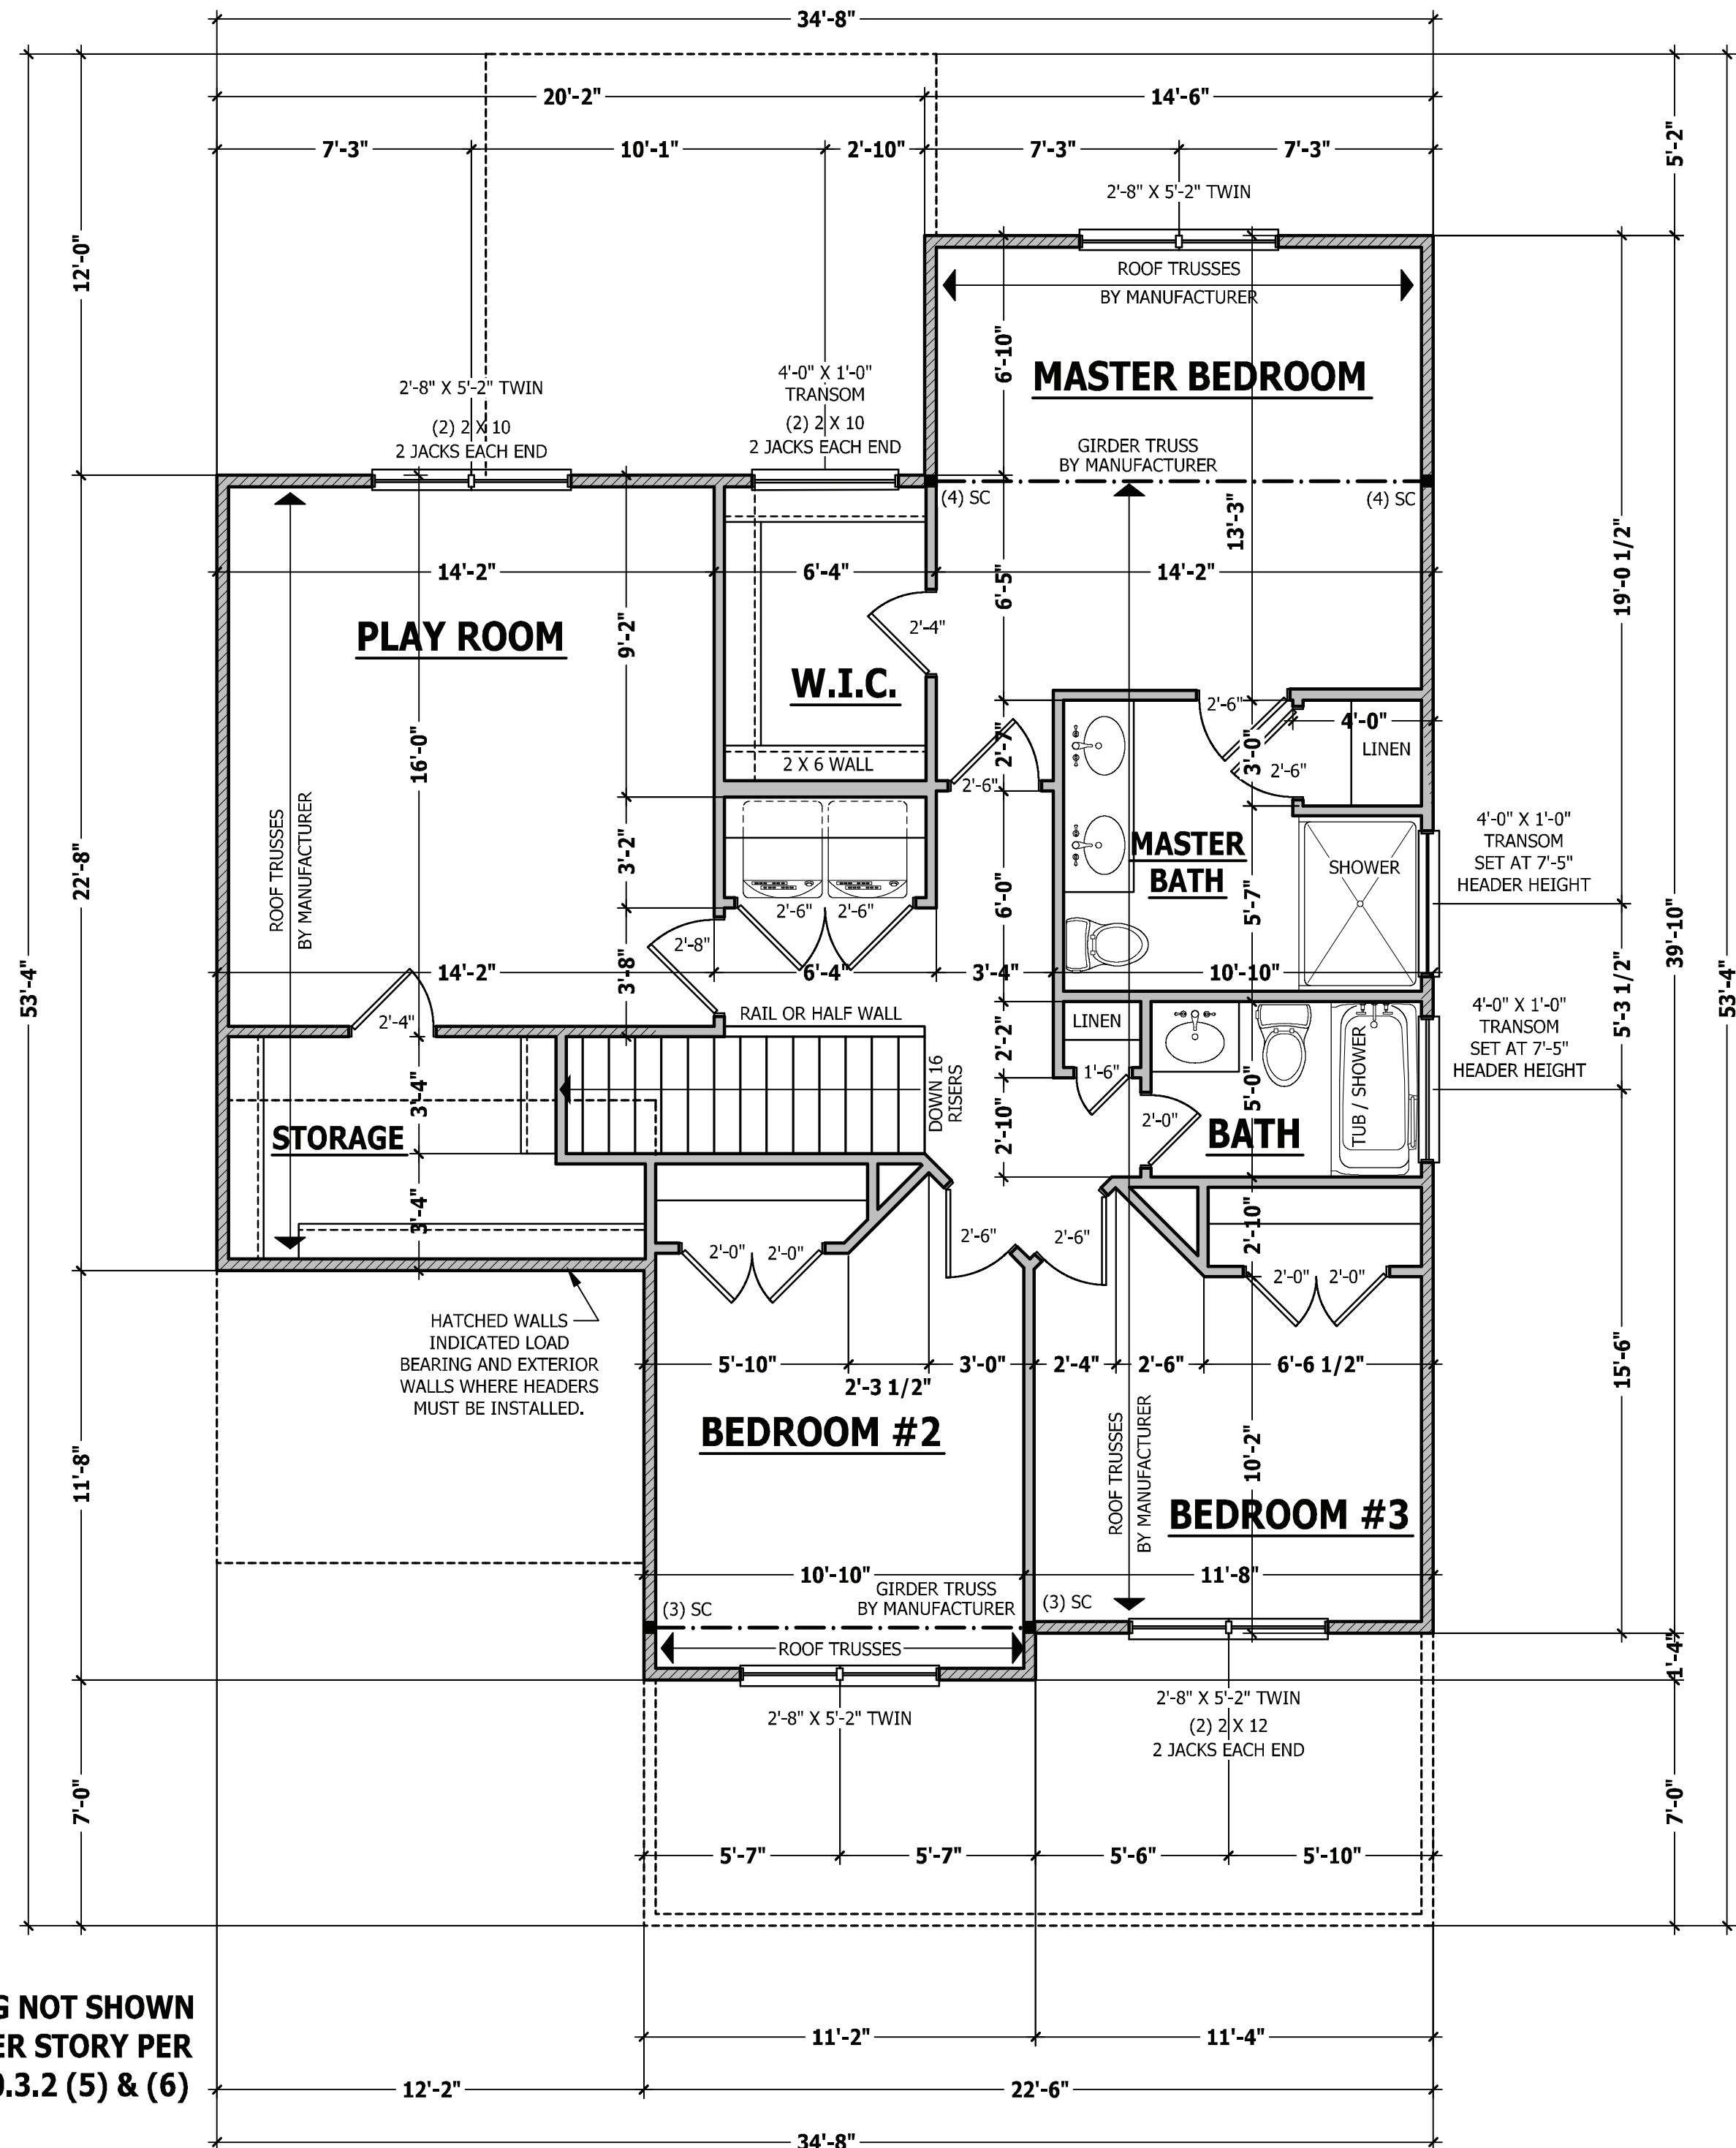 34'-8"
20'-2"
14'-6"
7'-3"
10'-1"
2'-10"
7'-3"
7'-3"
5'-2"
2'-8" X 5'-2" TWIN
12'-0"
ROOF TRUSSES
BY MANUFACTURER
6'-10"
MASTER BEDROOM
2'-8" X 5'-2" TWIN
(2) 2 X 10
2 JACKS EACH END
4'-0" X 1'-0"
TRANSOM
(2) 2 X 10
2 JACKS EACH END
GIRDER TRUSS
BY MANUFACTURER
(4) SC
(4) SC
13'-3"
14'-2"
6'-4"
14'-2"
6'-5"
19'-0 1/2"
PLAY ROOM
9'-2"
2'-4"
W.I.C.
2'-6"
4'-0"
LINEN
16'-0"
2'-7"
3'-0"
2 X 6 WALL
2'-6"
2'-6"
ROOF TRUSSES
BY MANUFACTURER
22'-8"
3'-2"
MASTER
BATH
SHOWER
4'-0" X 1'-0"
TRANSOM
SET AT 7'-5"
HEADER HEIGHT
6'-0"
5'-7"
2'-6"
2'-6"
2'-8"
39'-10"
53'-4"
53'-4"
14'-2"
3'-8"
6'-4"
3'-4"
10'-10"
5'-3 1/2"
2'-4"
RAIL OR HALF WALL
LINEN
2'-2"
4'-0" X 1'-0"
TRANSOM
SET AT 7'-5"
HEADER HEIGHT
3'-4"
DOWN 16
RISERS
1'-6"
5'-0"
TUB / SHOWER
STORAGE
2'-10"
2'-0"
BATH
3'-4"
2'-10"
2'-0"
2'-0"
2'-6"
2'-6"
2'-0"
2'-0"
HATCHED WALLS
INDICATED LOAD
BEARING AND EXTERIOR
WALLS WHERE HEADERS
MUST BE INSTALLED.
5'-10"
2'-3 1/2"
3'-0"
2'-4"
2'-6"
6'-6 1/2"
15'-6"
BEDROOM #2
ROOF TRUSSES
BY MANUFACTURER
10'-2"
11'-8"
BEDROOM #3
10'-10"
11'-8"
GIRDER TRUSS
BY MANUFACTURER
(3) SC
(3) SC
ROOF TRUSSES
1'-4"
2'-8" X 5'-2" TWIN
2'-8" X 5'-2" TWIN
(2) 2 X 12
2 JACKS EACH END
7'-0"
7'-0"
5'-7"
5'-7"
5'-6"
5'-10"
G NOT SHOWN
ER STORY PER
0.3.2 (5) & (6)
11'-2"
11'-4"
12'-2"
22'-6"
34'-8"